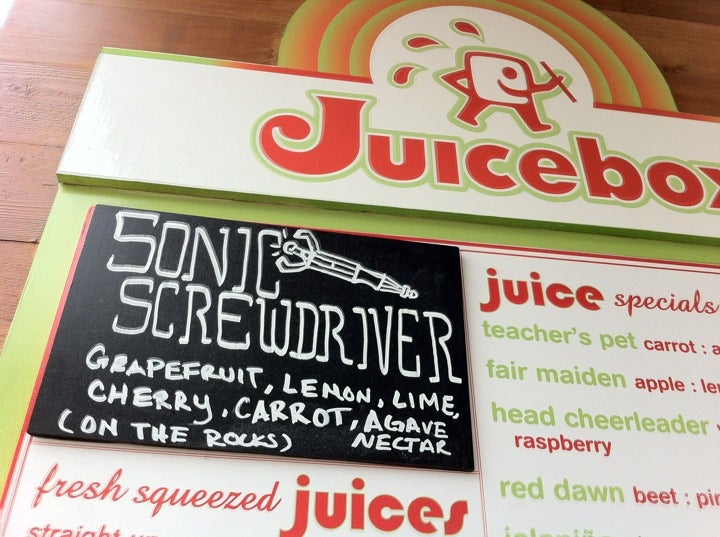 Juicebox
SONIC
SCREWDRIVER
GRAPEFRUIT, LEMON, LIME,
CHERRY, CARROT, AGAVE
(ON THE ROCKS) NECTAR
juice specials
teacher's pet carrot :
fair maiden apple :
head cheerleader
raspberry
red dawn beet :
fresh squeezed juices
straight